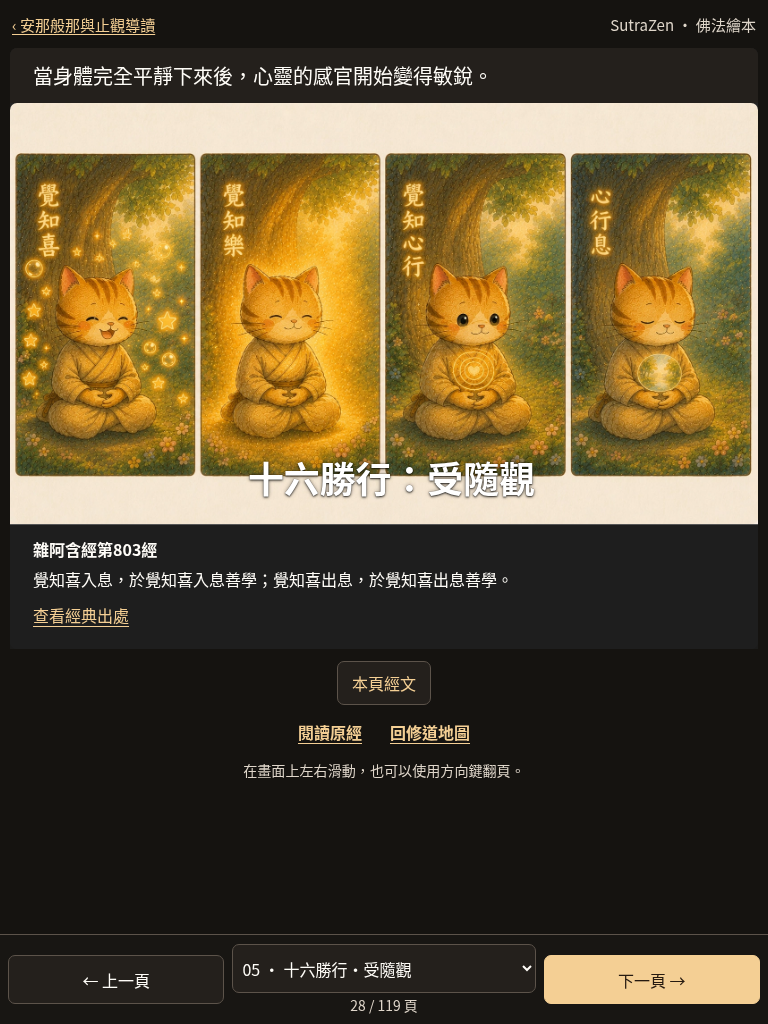 ‹ 安那般那與止觀導讀
SutraZen · 佛法繪本
當身體完全平靜下來後，心靈的感官開始變得敏銳。
覺知喜
覺知樂
覺知心行
心行息
十六勝行：受隨觀
雜阿含經第803經
覺知喜入息，於覺知喜入息善學；覺知喜出息，於覺知喜出息善學。
查看經典出處
本頁經文
閱讀原經
回修道地圖
在畫面上左右滑動，也可以使用方向鍵翻頁。
← 上一頁
05 · 十六勝行·受隨觀
下一頁 →
28 / 119 頁